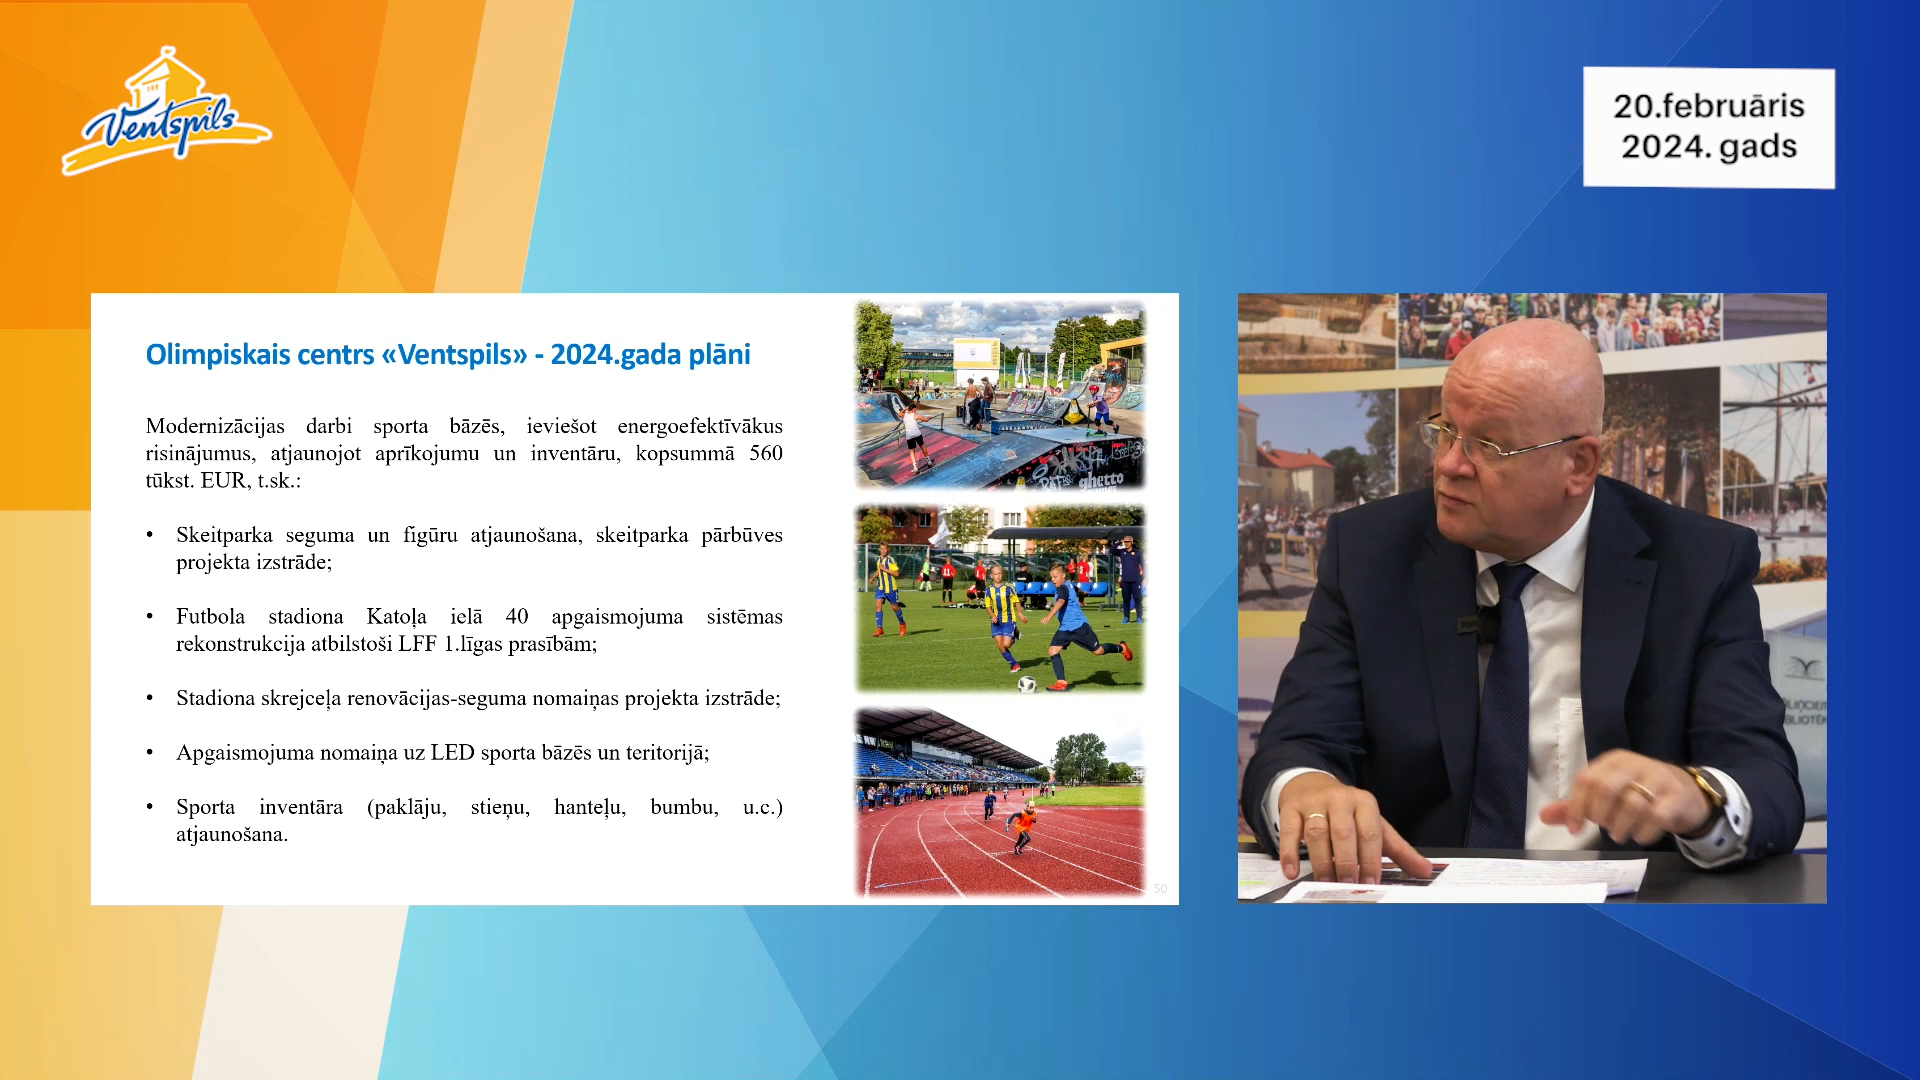 Ventspils
20.februāris
2024. gads
Olimpiskais centrs «Ventspils» - 2024.gada plāni
Modernizācijas darbi sporta bāzēs, ieviešot energoefektīvākus
risinājumus, atjaunojot aprīkojumu un inventāru, kopsummā 560
tūkst. EUR, t.sk.:
• Skeitparka seguma un figūru atjaunošana, skeitparka pārbūves
projekta izstrāde;
• Futbola stadiona Katoļa ielā 40 apgaismojuma sistēmas
rekonstrukcija atbilstoši LFF 1.līgas prasībām;
• Stadiona skrejceļa renovācijas-seguma nomaiņas projekta izstrāde;
• Apgaismojuma nomaiņa uz LED sporta bāzēs un teritorijā;
• Sporta inventāra (paklāju, stieņu, hanteļu, bumbu, u.c.)
atjaunošana.
ghetto
50